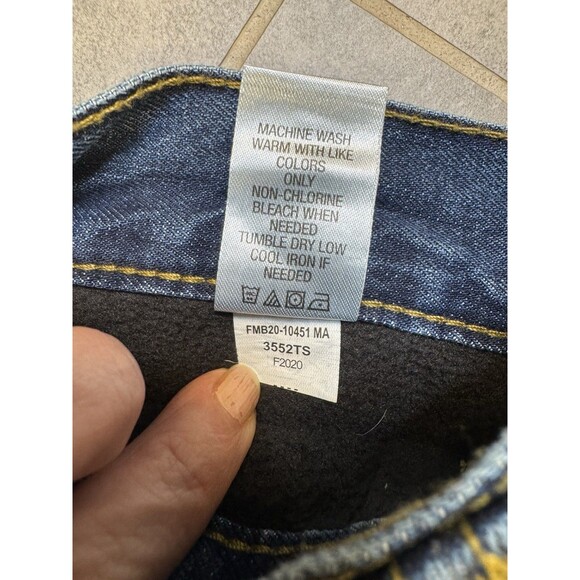 MACHINE WASH
WARM WITH LIKE
COLORS
ONLY
NON-CHLORINE
BLEACH WHEN
NEEDED
TUMBLE DRY LOW
COOL IRON IF
NEEDED
FMB20-10451 MA
3552TS
F2020